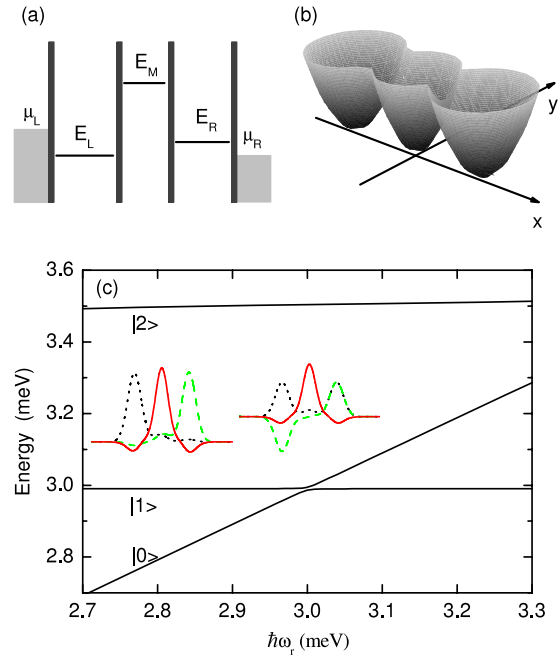 (a)
μL
EL
EM
ER
μR
(b)
y
x
(c)
Energy (meV)
3.6
3.4
3.2
3.0
2.8
|2>
|1>
|0>
2.7 2.8 2.9 3.0 3.1 3.2 3.3
ℏωr (meV)